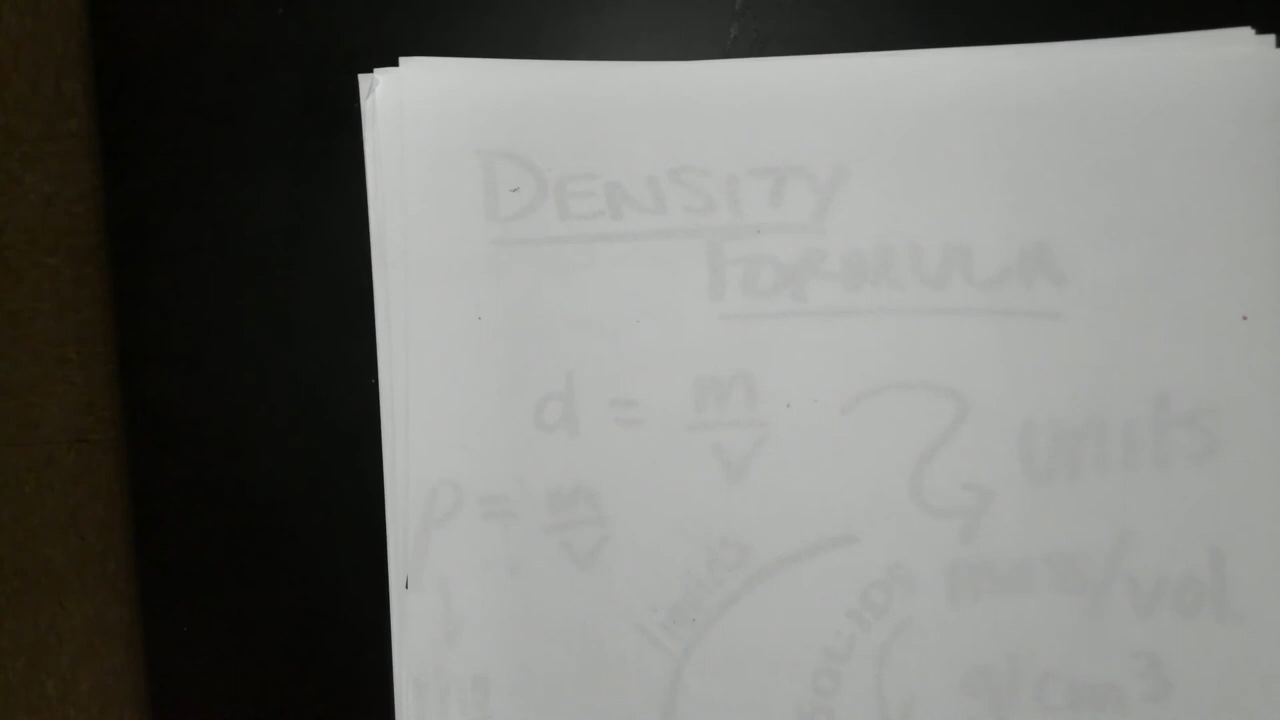 DENSITY
FORMULA
d = m/v
units
ρ = m/v
liquids
SOLIDS
mass/vol
g/cm³